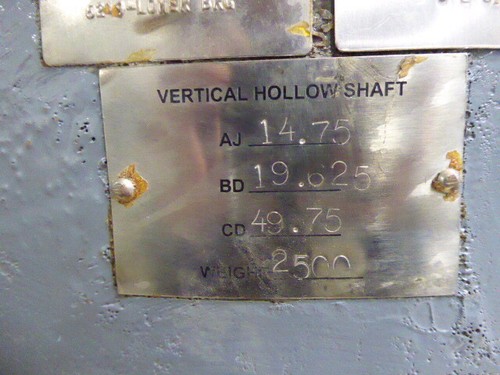 VERTICAL HOLLOW SHAFT
AJ 14.75
BD 19.625
CD 49.75
WEIGHT 2500